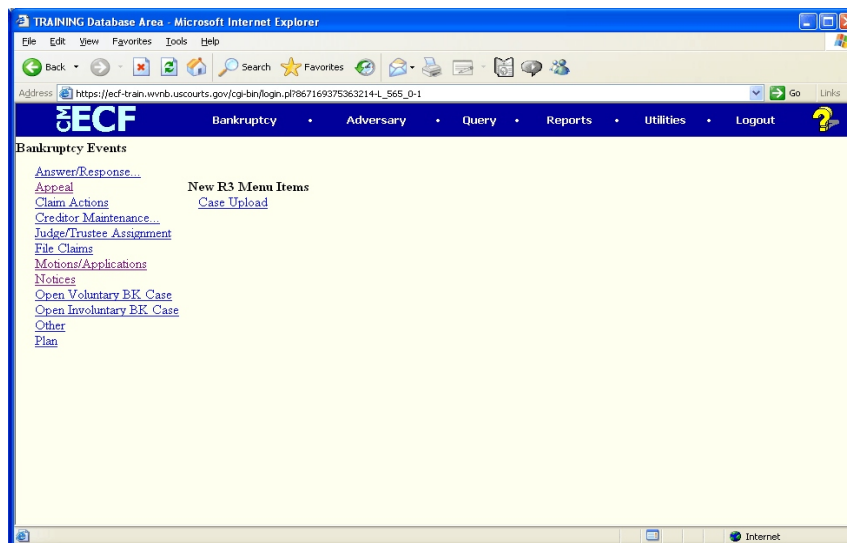 TRAINING Database Area - Microsoft Internet Explorer
File Edit View Favorites Tools Help
Back Search Favorites
Address https://ecf-train.wvnb.uscourts.gov/cgi-bin/login.pl?867169375363214-L_565_0-1 Go Links
CM ECF Bankruptcy • Adversary • Query • Reports • Utilities • Logout ?
Bankruptcy Events
Answer/Response...
Appeal New R3 Menu Items
Claim Actions Case Upload
Creditor Maintenance...
Judge/Trustee Assignment
File Claims
Motions/Applications
Notices
Open Voluntary BK Case
Open Involuntary BK Case
Other
Plan
Internet